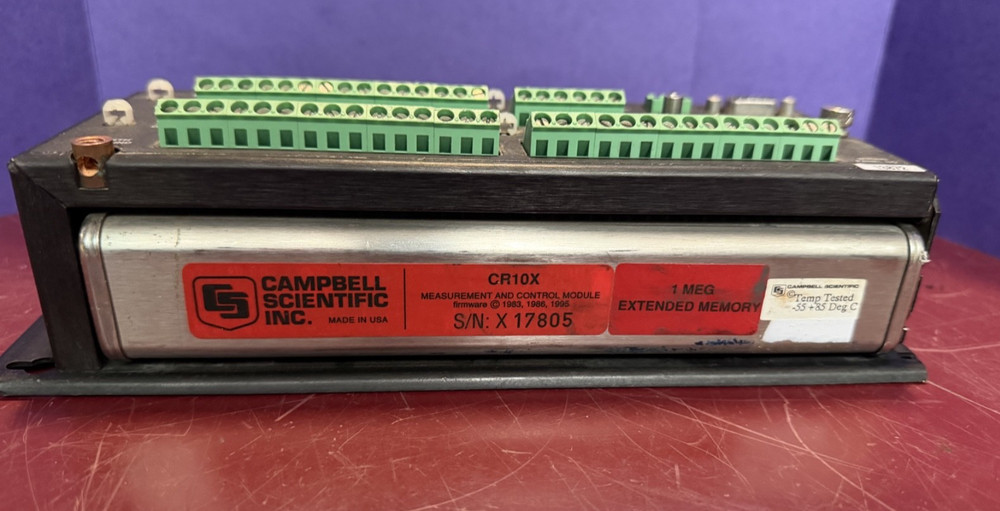 CAMPBELL
SCIENTIFIC
INC.
MADE IN USA
CR10X
MEASUREMENT AND CONTROL MODULE
firmware © 1983, 1986, 1995
S/N: X 17805
1 MEG
EXTENDED MEMORY
CAMPBELL SCIENTIFIC
©Temp Tested
-55 +85 Deg C